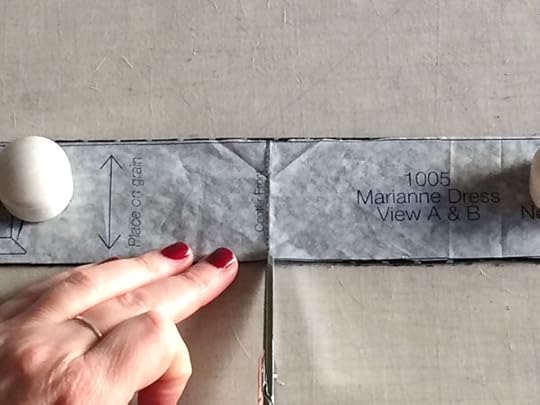 Place on grain
Center Front
1005
Marianne Dress
View A & B